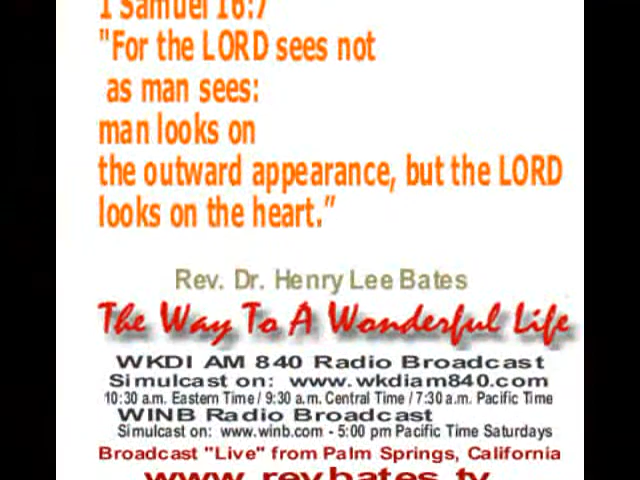 1 Samuel 16:7
"For the LORD sees not
as man sees:
man looks on
the outward appearance, but the LORD
looks on the heart.”
Rev. Dr. Henry Lee Bates
The Way To A Wonderful Life
WKDI AM 840 Radio Broadcast
Simulcast on: www.wkdiam840.com
10:30 a.m. Eastern Time / 9:30 a.m. Central Time / 7:30 a.m. Pacific Time
WINB Radio Broadcast
Simulcast on: www.winb.com - 5:00 pm Pacific Time Saturdays
Broadcast "Live" from Palm Springs, California
www.revbates.tv